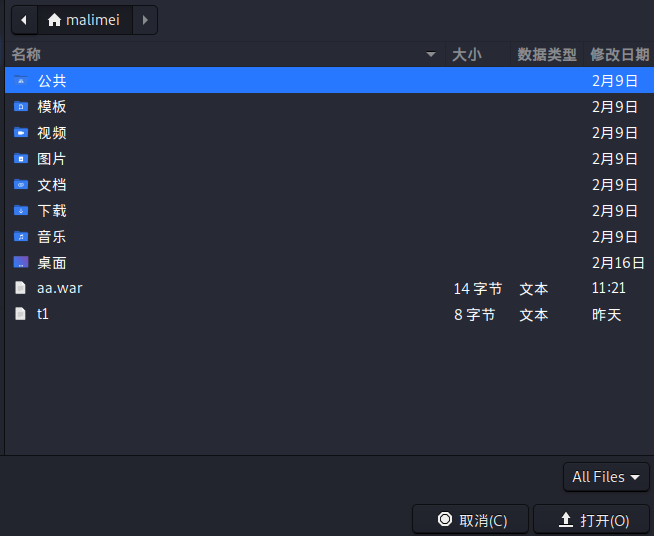 malimei
名称 大小 数据类型 修改日期
公共 2月9日
模板 2月9日
视频 2月9日
图片 2月9日
文档 2月9日
下载 2月9日
音乐 2月9日
桌面 2月16日
aa.war 14 字节 文本 11:21
t1 8 字节 文本 昨天
All Files
取消(C) 打开(O)